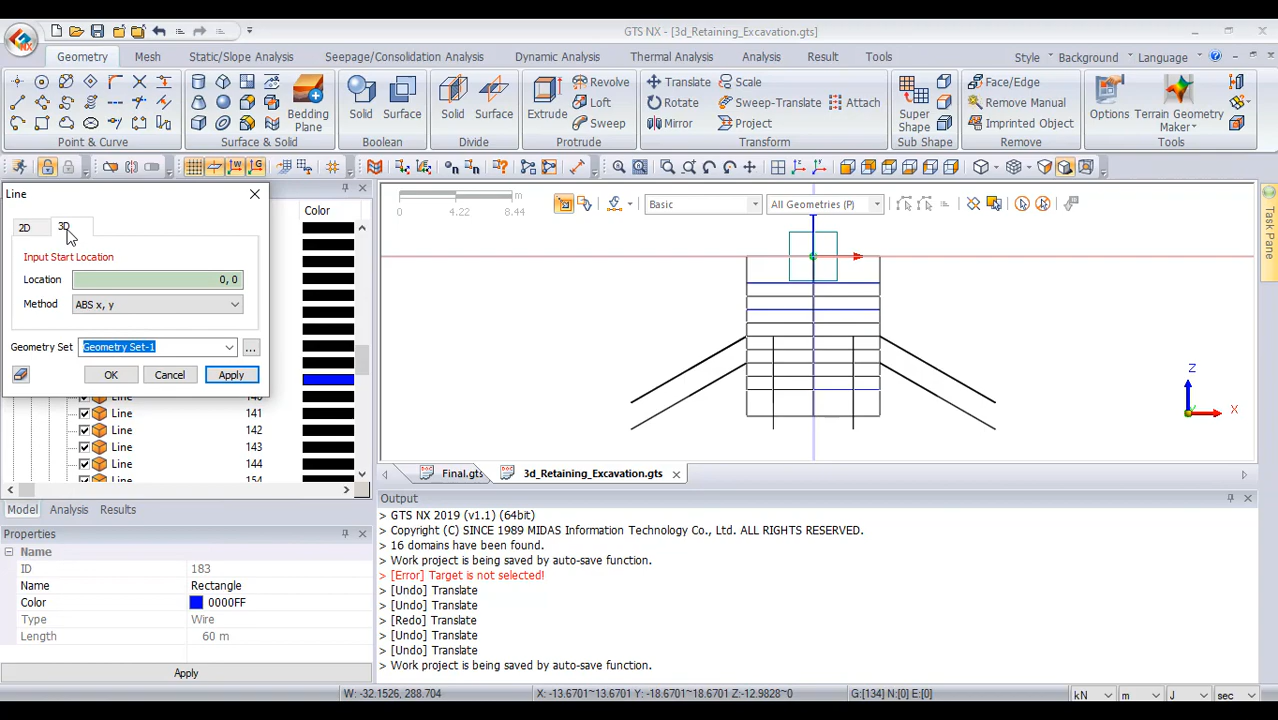 GTS NX - [3d_Retaining_Excavation.gts]
Geometry Mesh Static/Slope Analysis Seepage/Consolidation Analysis Dynamic Analysis Thermal Analysis Analysis Result Tools Style Background Language
Revolve Translate Scale Face/Edge
Loft Rotate Sweep-Translate Attach Remove Manual
Solid Surface Solid Surface Extrude Sweep Mirror Project Super Shape Imprinted Object Options Terrain Geometry Maker
Bedding Plane
Point & Curve Surface & Solid Boolean Divide Protrude Transform Sub Shape Remove Tools
Line
2D 3D
Input Start Location
Location 0, 0
Method ABS x, y
Geometry Set Geometry Set-1 ...
OK Cancel Apply
Color
Line 140
Line 141
Line 142
Line 143
Line 144
Line 154
Model Analysis Results
Properties
Name
ID 183
Name Rectangle
Color 0000FF
Type Wire
Length 60 m
Apply
m
0 4.22 8.44
Basic All Geometries (P)
Z
X
Task Pane
Final.gts 3d_Retaining_Excavation.gts
Output
> GTS NX 2019 (v1.1) (64bit)
> Copyright (C) SINCE 1989 MIDAS Information Technology Co., Ltd. ALL RIGHTS RESERVED.
> 16 domains have been found.
> Work project is being saved by auto-save function.
> [Error] Target is not selected!
> [Undo] Translate
> [Undo] Translate
> [Redo] Translate
> [Undo] Translate
> [Undo] Translate
> Work project is being saved by auto-save function.
W: -32.1526, 288.704 X: -13.6701~13.6701 Y: -18.6701~18.6701 Z:-12.9828~0 G:[134] N:[0] E:[0] kN m J sec